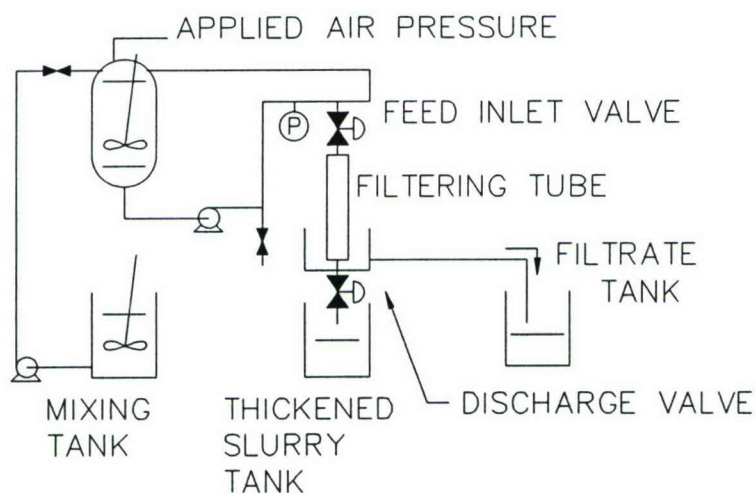 APPLIED AIR PRESSURE
P
FEED INLET VALVE
FILTERING TUBE
FILTRATE
TANK
DISCHARGE VALVE
MIXING
TANK
THICKENED
SLURRY
TANK